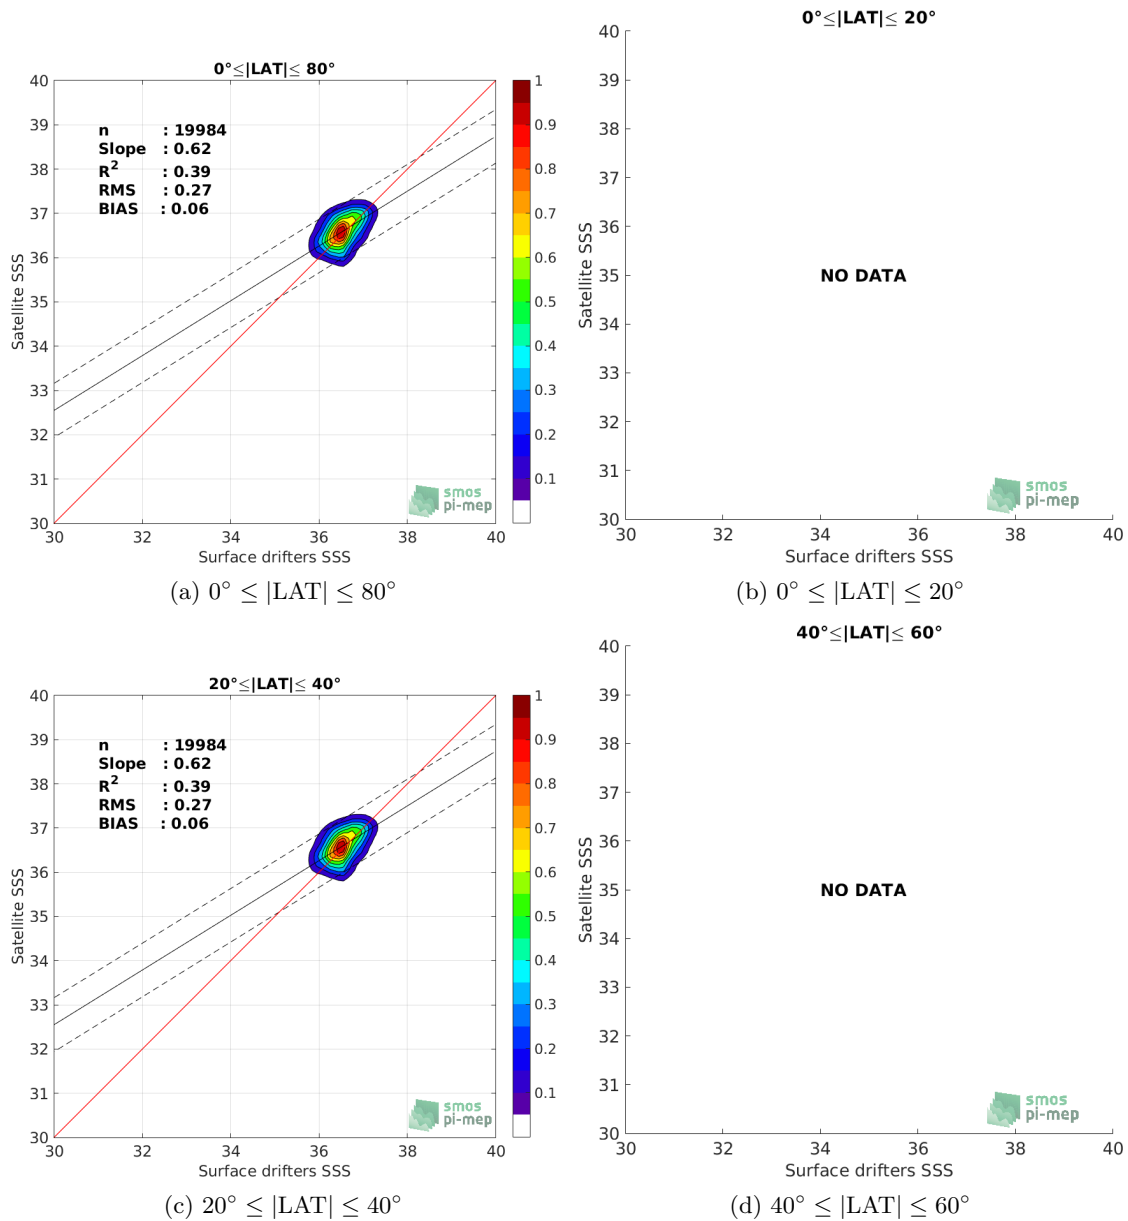 0°≤|LAT|≤ 80°
n : 19984
Slope : 0.62
R² : 0.39
RMS : 0.27
BIAS : 0.06
40
39
38
37
36
35
34
33
32
31
30
30 32 34 36 38 40
Satellite SSS
Surface drifters SSS
1
0.9
0.8
0.7
0.6
0.5
0.4
0.3
0.2
0.1
smos
pi-mep
(a) 0° ≤ |LAT| ≤ 80°
0°≤|LAT|≤ 20°
40
39
38
37
36
35
34
33
32
31
30
30 32 34 36 38 40
Satellite SSS
Surface drifters SSS
NO DATA
smos
pi-mep
(b) 0° ≤ |LAT| ≤ 20°
20°≤|LAT|≤ 40°
n : 19984
Slope : 0.62
R² : 0.39
RMS : 0.27
BIAS : 0.06
40
39
38
37
36
35
34
33
32
31
30
30 32 34 36 38 40
Satellite SSS
Surface drifters SSS
1
0.9
0.8
0.7
0.6
0.5
0.4
0.3
0.2
0.1
smos
pi-mep
(c) 20° ≤ |LAT| ≤ 40°
40°≤|LAT|≤ 60°
40
39
38
37
36
35
34
33
32
31
30
30 32 34 36 38 40
Satellite SSS
Surface drifters SSS
NO DATA
smos
pi-mep
(d) 40° ≤ |LAT| ≤ 60°